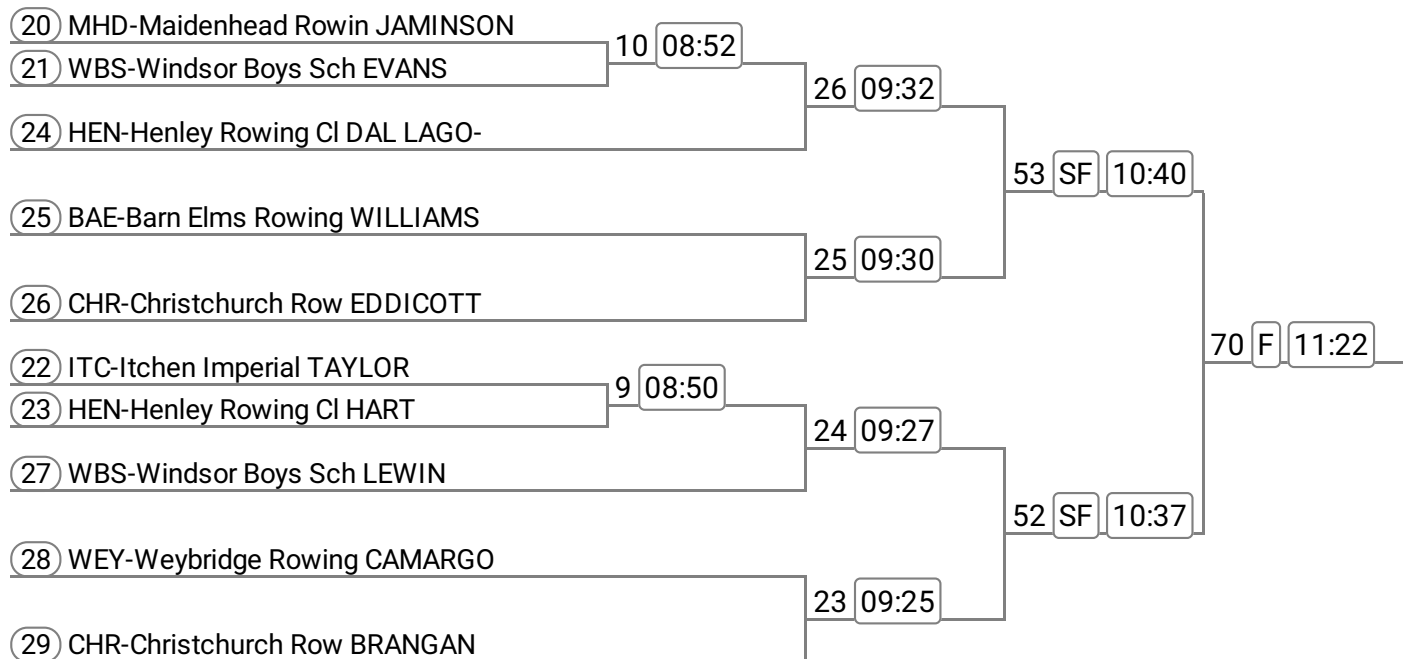 20 MHD-Maidenhead Rowin JAMINSON
10 08:52
21 WBS-Windsor Boys Sch EVANS
26 09:32
24 HEN-Henley Rowing Cl DAL LAGO-
53 SF 10:40
25 BAE-Barn Elms Rowing WILLIAMS
25 09:30
26 CHR-Christchurch Row EDDICOTT
70 F 11:22
22 ITC-Itchen Imperial TAYLOR
9 08:50
23 HEN-Henley Rowing Cl HART
24 09:27
27 WBS-Windsor Boys Sch LEWIN
52 SF 10:37
28 WEY-Weybridge Rowing CAMARGO
23 09:25
29 CHR-Christchurch Row BRANGAN